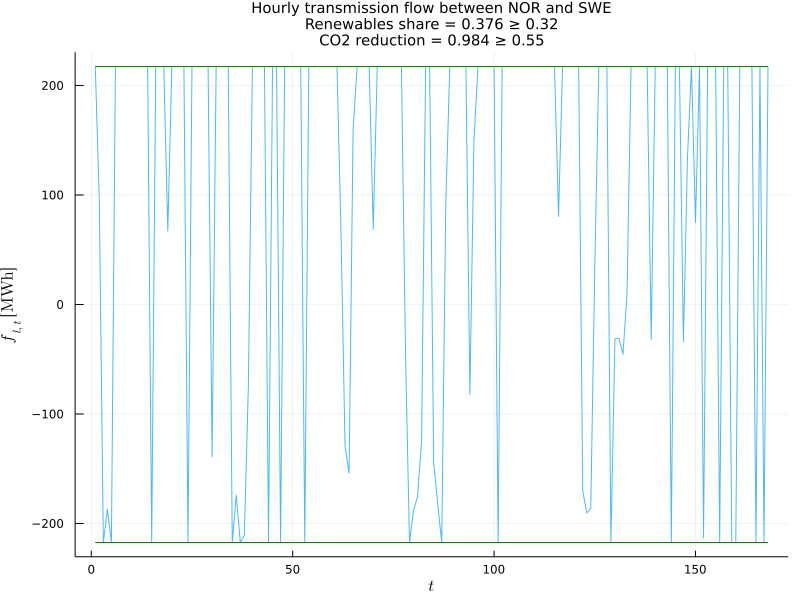 Hourly transmission flow between NOR and SWE
Renewables share = 0.376 ≥ 0.32
CO2 reduction = 0.984 ≥ 0.55
200
100
0
−100
−200
f l,t [MWh]
0
50
100
150
t